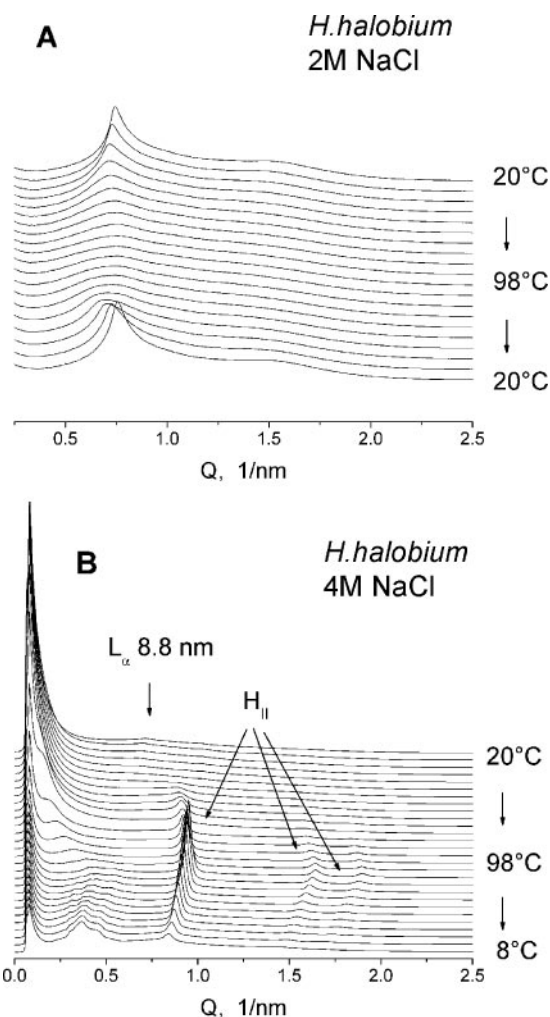 A
H.halobium
2M NaCl
20°C
98°C
20°C
0.5 1.0 1.5 2.0 2.5
Q, 1/nm
B
H.halobium
4M NaCl
Lα 8.8 nm
HII
20°C
98°C
8°C
0.0 0.5 1.0 1.5 2.0 2.5
Q, 1/nm